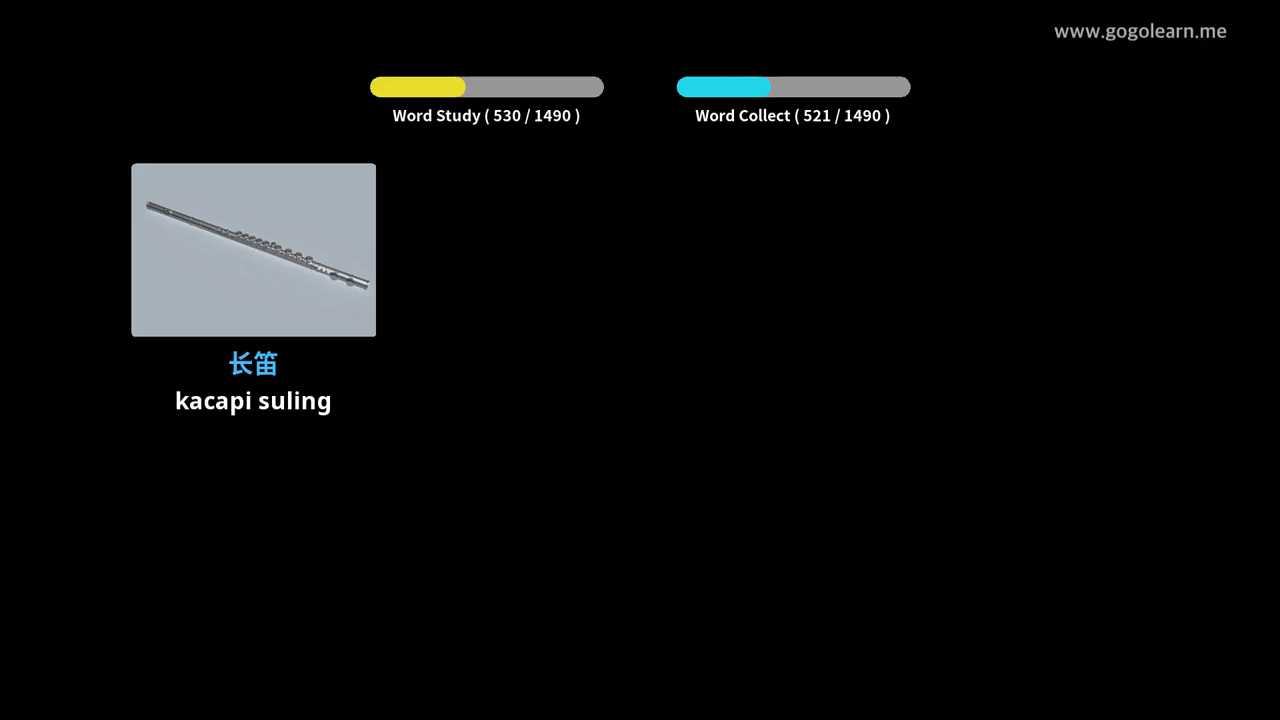 www.gogolearn.me
Word Study ( 530 / 1490 )
Word Collect ( 521 / 1490 )
长笛
kacapi suling